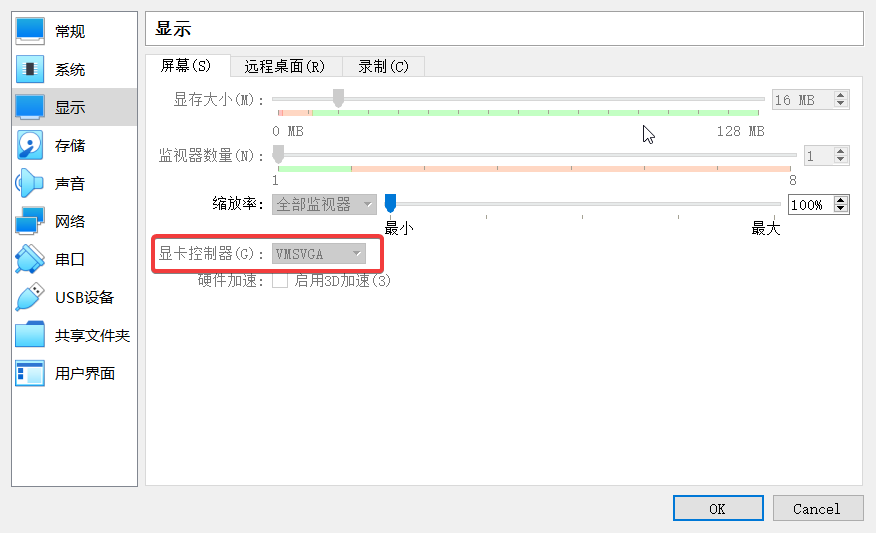 常规
系统
显示
存储
声音
网络
串口
USB设备
共享文件夹
用户界面
显示
屏幕(S) 远程桌面(R) 录制(C)
显存大小(M): 16 MB
0 MB 128 MB
监视器数量(N): 1
1 8
缩放率: 全部监视器 100%
最小 最大
显卡控制器(G): VMSVGA
硬件加速: 启用3D加速(3)
OK Cancel